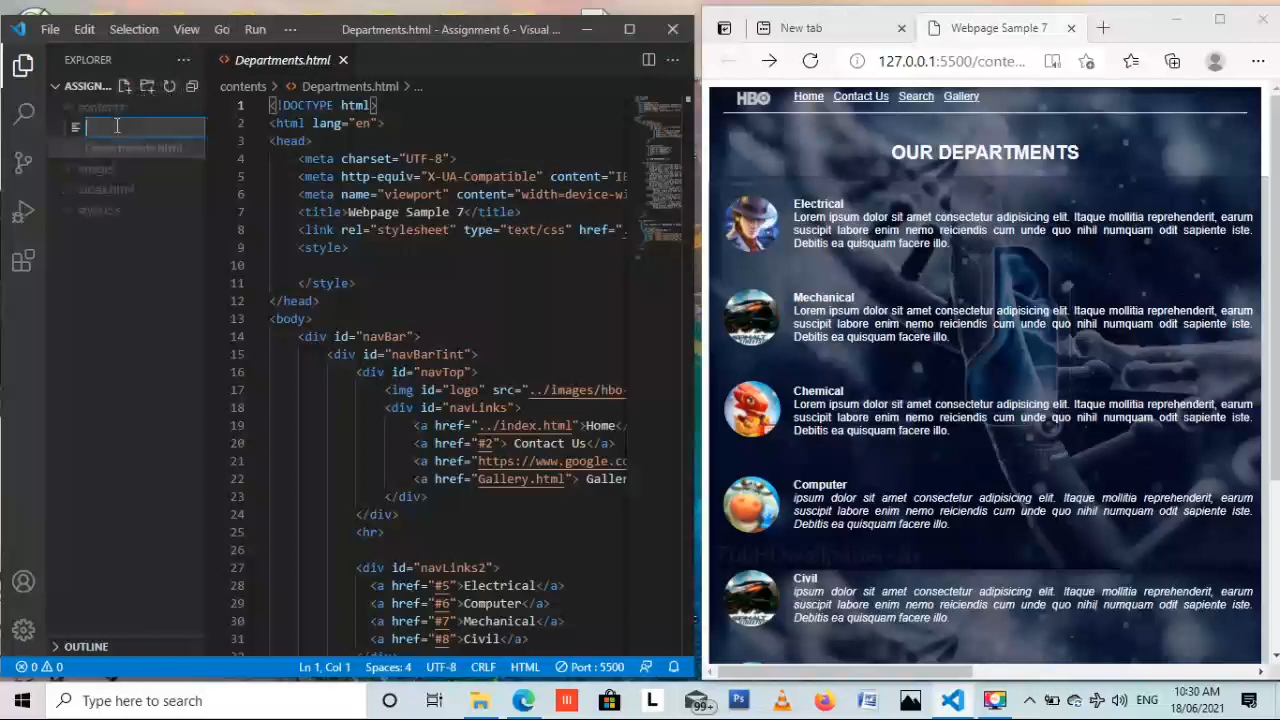 File Edit Selection View Go Run ··· Departments.html - Assignment 6 - Visual ...
EXPLORER ···
ASSIGN...
contents
Departments.html
index.html
OUTLINE
Departments.html
contents > Departments.html > ...
1 <!DOCTYPE html>
2 <html lang="en">
3 <head>
4 <meta charset="UTF-8">
5 <meta http-equiv="X-UA-Compatible" content="IE
6 <meta name="viewport" content="width=device-wi
7 <title>Webpage Sample 7</title>
8 <link rel="stylesheet" type="text/css" href="
9 <style>
10
11 </style>
12 </head>
13 <body>
14 <div id="navBar">
15 <div id="navBarTint">
16 <div id="navTop">
17 <img id="logo" src="../images/hbo-
18 <div id="navLinks">
19 <a href="../index.html">Home</
20 <a href="#2"> Contact Us</a>
21 <a href="https://www.google.co
22 <a href="Gallery.html"> Galler
23 </div>
24 </div>
25 <hr>
26
27 <div id="navLinks2">
28 <a href="#5">Electrical</a>
29 <a href="#6">Computer</a>
30 <a href="#7">Mechanical</a>
31 <a href="#8">Civil</a>
0 0 Ln 1, Col 1 Spaces: 4 UTF-8 CRLF HTML Port : 5500
New tab Webpage Sample 7
127.0.0.1:5500/conte...
HBO Home Contact Us Search Gallery
OUR DEPARTMENTS
Electrical
Lorem ipsum dolor sit amet consectetur adipisicing elit. Itaque mollitia reprehenderit, earum
suscipit labore enim nemo reiciendis cum unde quo nihil numquam odit sapiente iste.
Debitis ea quisquam facere illo.
Mechanical
Lorem ipsum dolor sit amet consectetur adipisicing elit. Itaque mollitia reprehenderit, earum
suscipit labore enim nemo reiciendis cum unde quo nihil numquam odit sapiente iste.
Debitis ea quisquam facere illo.
Chemical
Lorem ipsum dolor sit amet consectetur adipisicing elit. Itaque mollitia reprehenderit, earum
suscipit labore enim nemo reiciendis cum unde quo nihil numquam odit sapiente iste.
Debitis ea quisquam facere illo.
Computer
ipsum dolor sit amet consectetur adipisicing elit. Itaque mollitia reprehenderit, earum
suscipit labore enim nemo reiciendis cum unde quo nihil numquam odit sapiente iste.
Debitis ea quisquam facere illo.
Civil
ipsum dolor sit amet consectetur adipisicing elit. Itaque mollitia reprehenderit, earum
suscipit labore enim nemo reiciendis cum unde quo nihil numquam odit sapiente iste.
Debitis ea quisquam facere illo.
Type here to search
L 99+ Ps
ENG 10:30 AM
18/06/2021